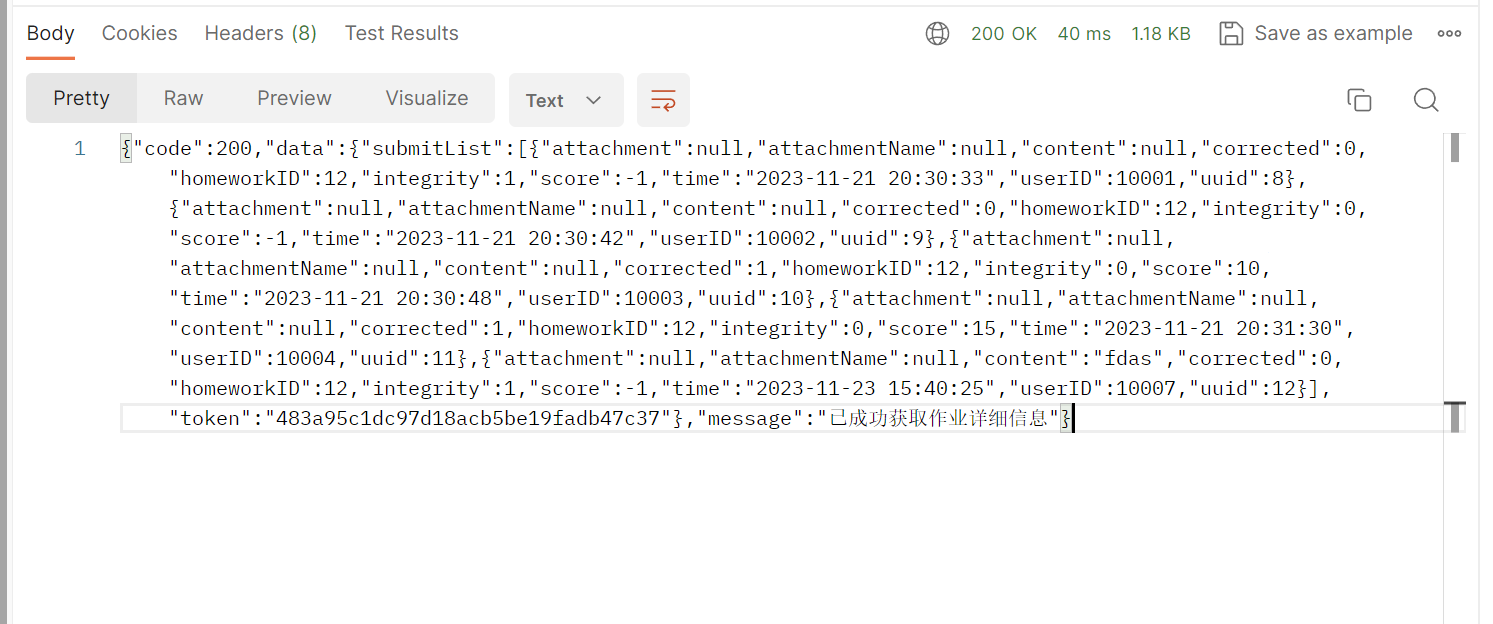 Body Cookies Headers (8) Test Results 200 OK 40 ms 1.18 KB Save as example
Pretty Raw Preview Visualize Text
1 {"code":200,"data":{"submitList":[{"attachment":null,"attachmentName":null,"content":null,"corrected":0,
"homeworkID":12,"integrity":1,"score":-1,"time":"2023-11-21 20:30:33","userID":10001,"uuid":8},
{"attachment":null,"attachmentName":null,"content":null,"corrected":0,"homeworkID":12,"integrity":0,
"score":-1,"time":"2023-11-21 20:30:42","userID":10002,"uuid":9},{"attachment":null,
"attachmentName":null,"content":null,"corrected":1,"homeworkID":12,"integrity":0,"score":10,
"time":"2023-11-21 20:30:48","userID":10003,"uuid":10},{"attachment":null,"attachmentName":null,
"content":null,"corrected":1,"homeworkID":12,"integrity":0,"score":15,"time":"2023-11-21 20:31:30",
"userID":10004,"uuid":11},{"attachment":null,"attachmentName":null,"content":"fdas","corrected":0,
"homeworkID":12,"integrity":1,"score":-1,"time":"2023-11-23 15:40:25","userID":10007,"uuid":12}],
"token":"483a95c1dc97d18acb5be19fadb47c37"},"message":"已成功获取作业详细信息"}